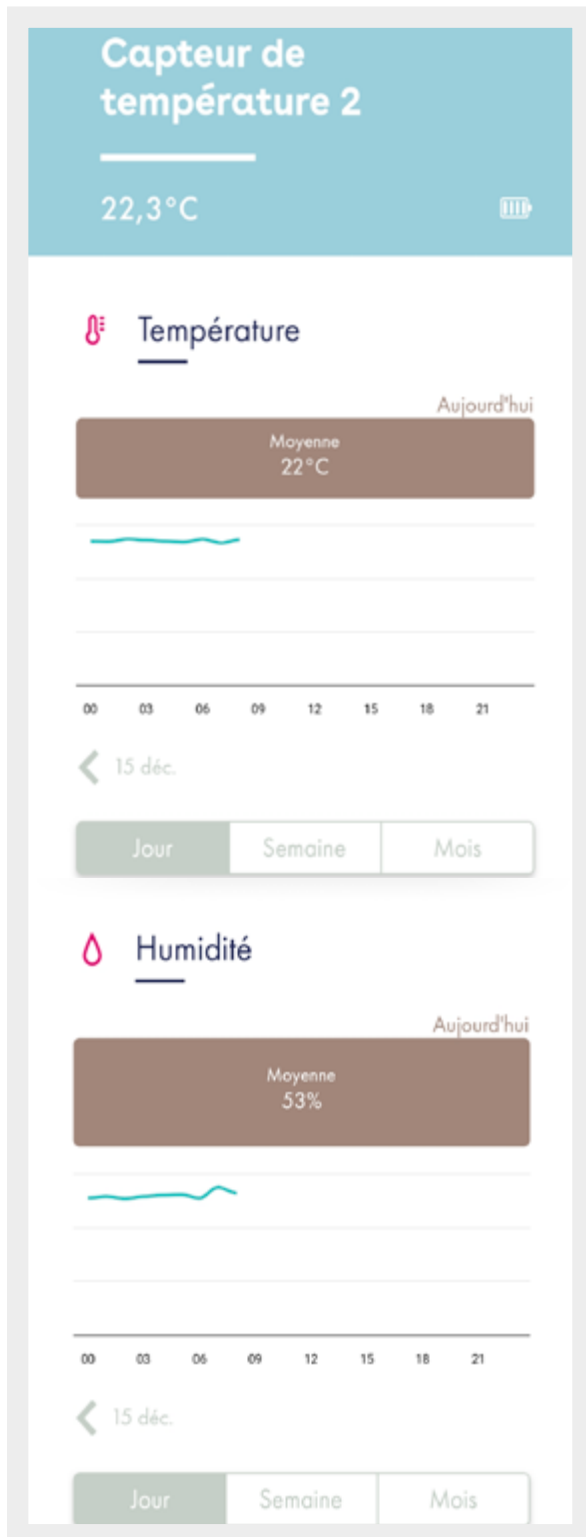 Capteur de
température 2
22,3°C
Température
Aujourd'hui
Moyenne
22°C
00 03 06 09 12 15 18 21
15 déc.
Jour Semaine Mois
Humidité
Aujourd'hui
Moyenne
53%
00 03 06 09 12 15 18 21
15 déc.
Jour Semaine Mois